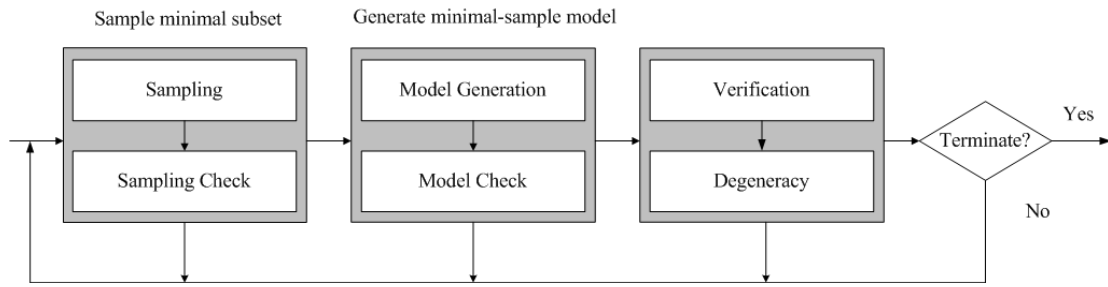 Sample minimal subset
Generate minimal-sample model
Sampling
Model Generation
Verification
Yes
Terminate?
Sampling Check
Model Check
Degeneracy
No